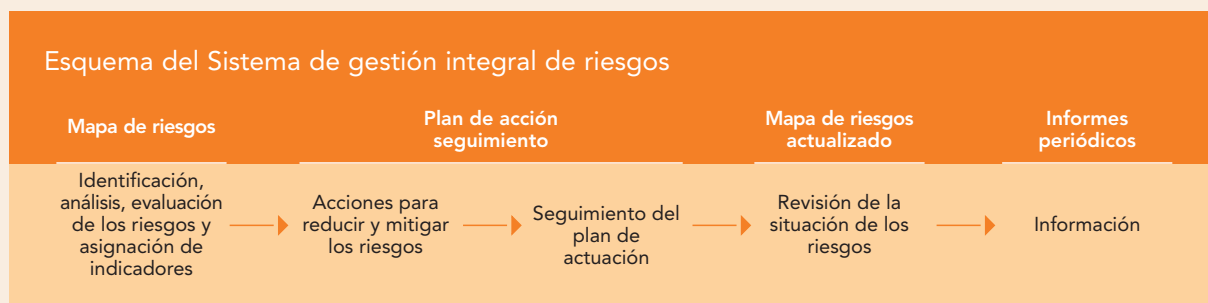 Esquema del Sistema de gestión integral de riesgos
Mapa de riesgos
Plan de acción
seguimiento
Mapa de riesgos
actualizado
Informes
periódicos
Identificación,
análisis, evaluación
de los riesgos y
asignación de
indicadores
Acciones para
reducir y mitigar
los riesgos
Seguimiento del
plan de
actuación
Revisión de la
situación de los
riesgos
Información